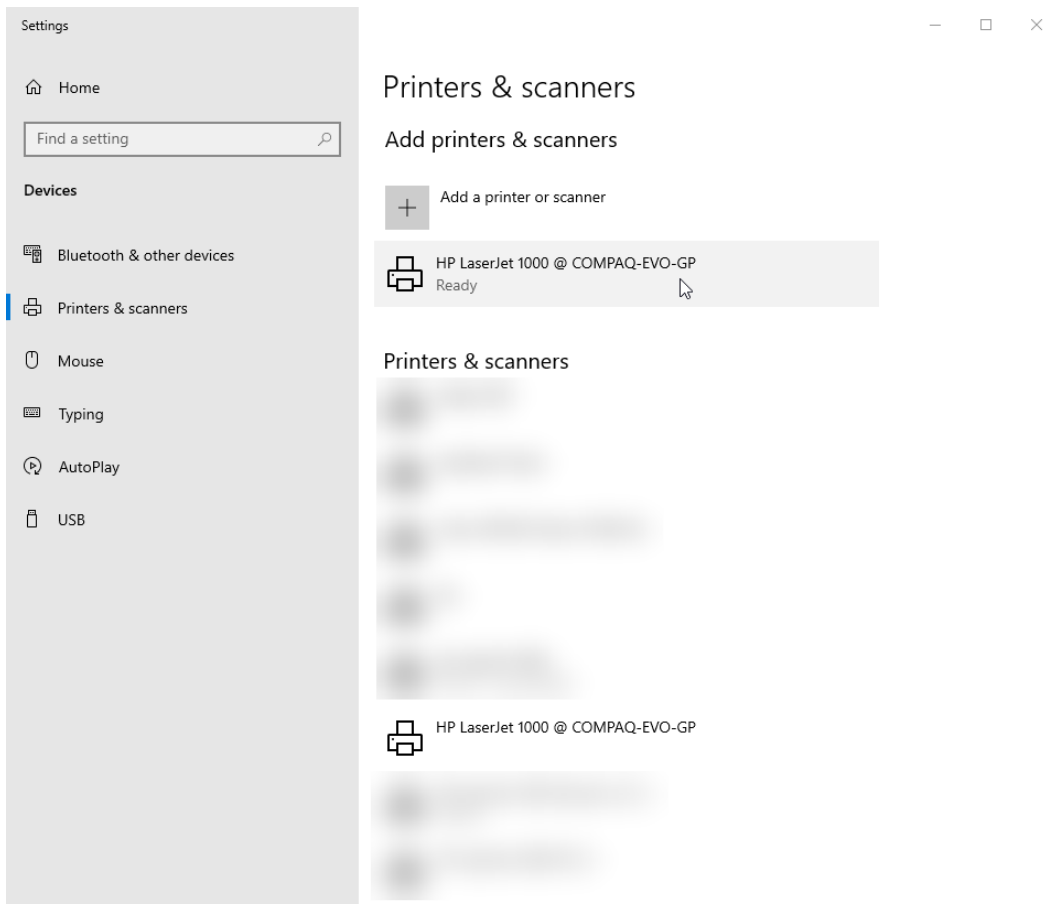 Settings
Home
Find a setting
Devices
Bluetooth & other devices
Printers & scanners
Mouse
Typing
AutoPlay
USB
Printers & scanners
Add printers & scanners
Add a printer or scanner
HP LaserJet 1000 @ COMPAQ-EVO-GP
Ready
Printers & scanners
HP LaserJet 1000 @ COMPAQ-EVO-GP